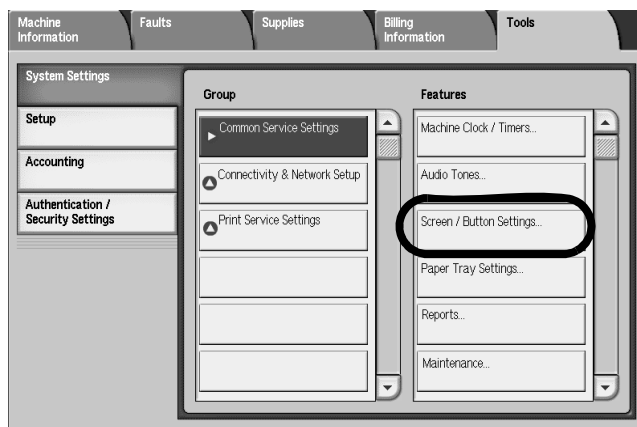 Machine
Information
Faults
Supplies
Billing
Information
Tools
System Settings
Setup
Accounting
Authentication /
Security Settings
Group
Common Service Settings
Connectivity & Network Setup
Print Service Settings
Features
Machine Clock / Timers...
Audio Tones...
Screen / Button Settings...
Paper Tray Settings...
Reports...
Maintenance...